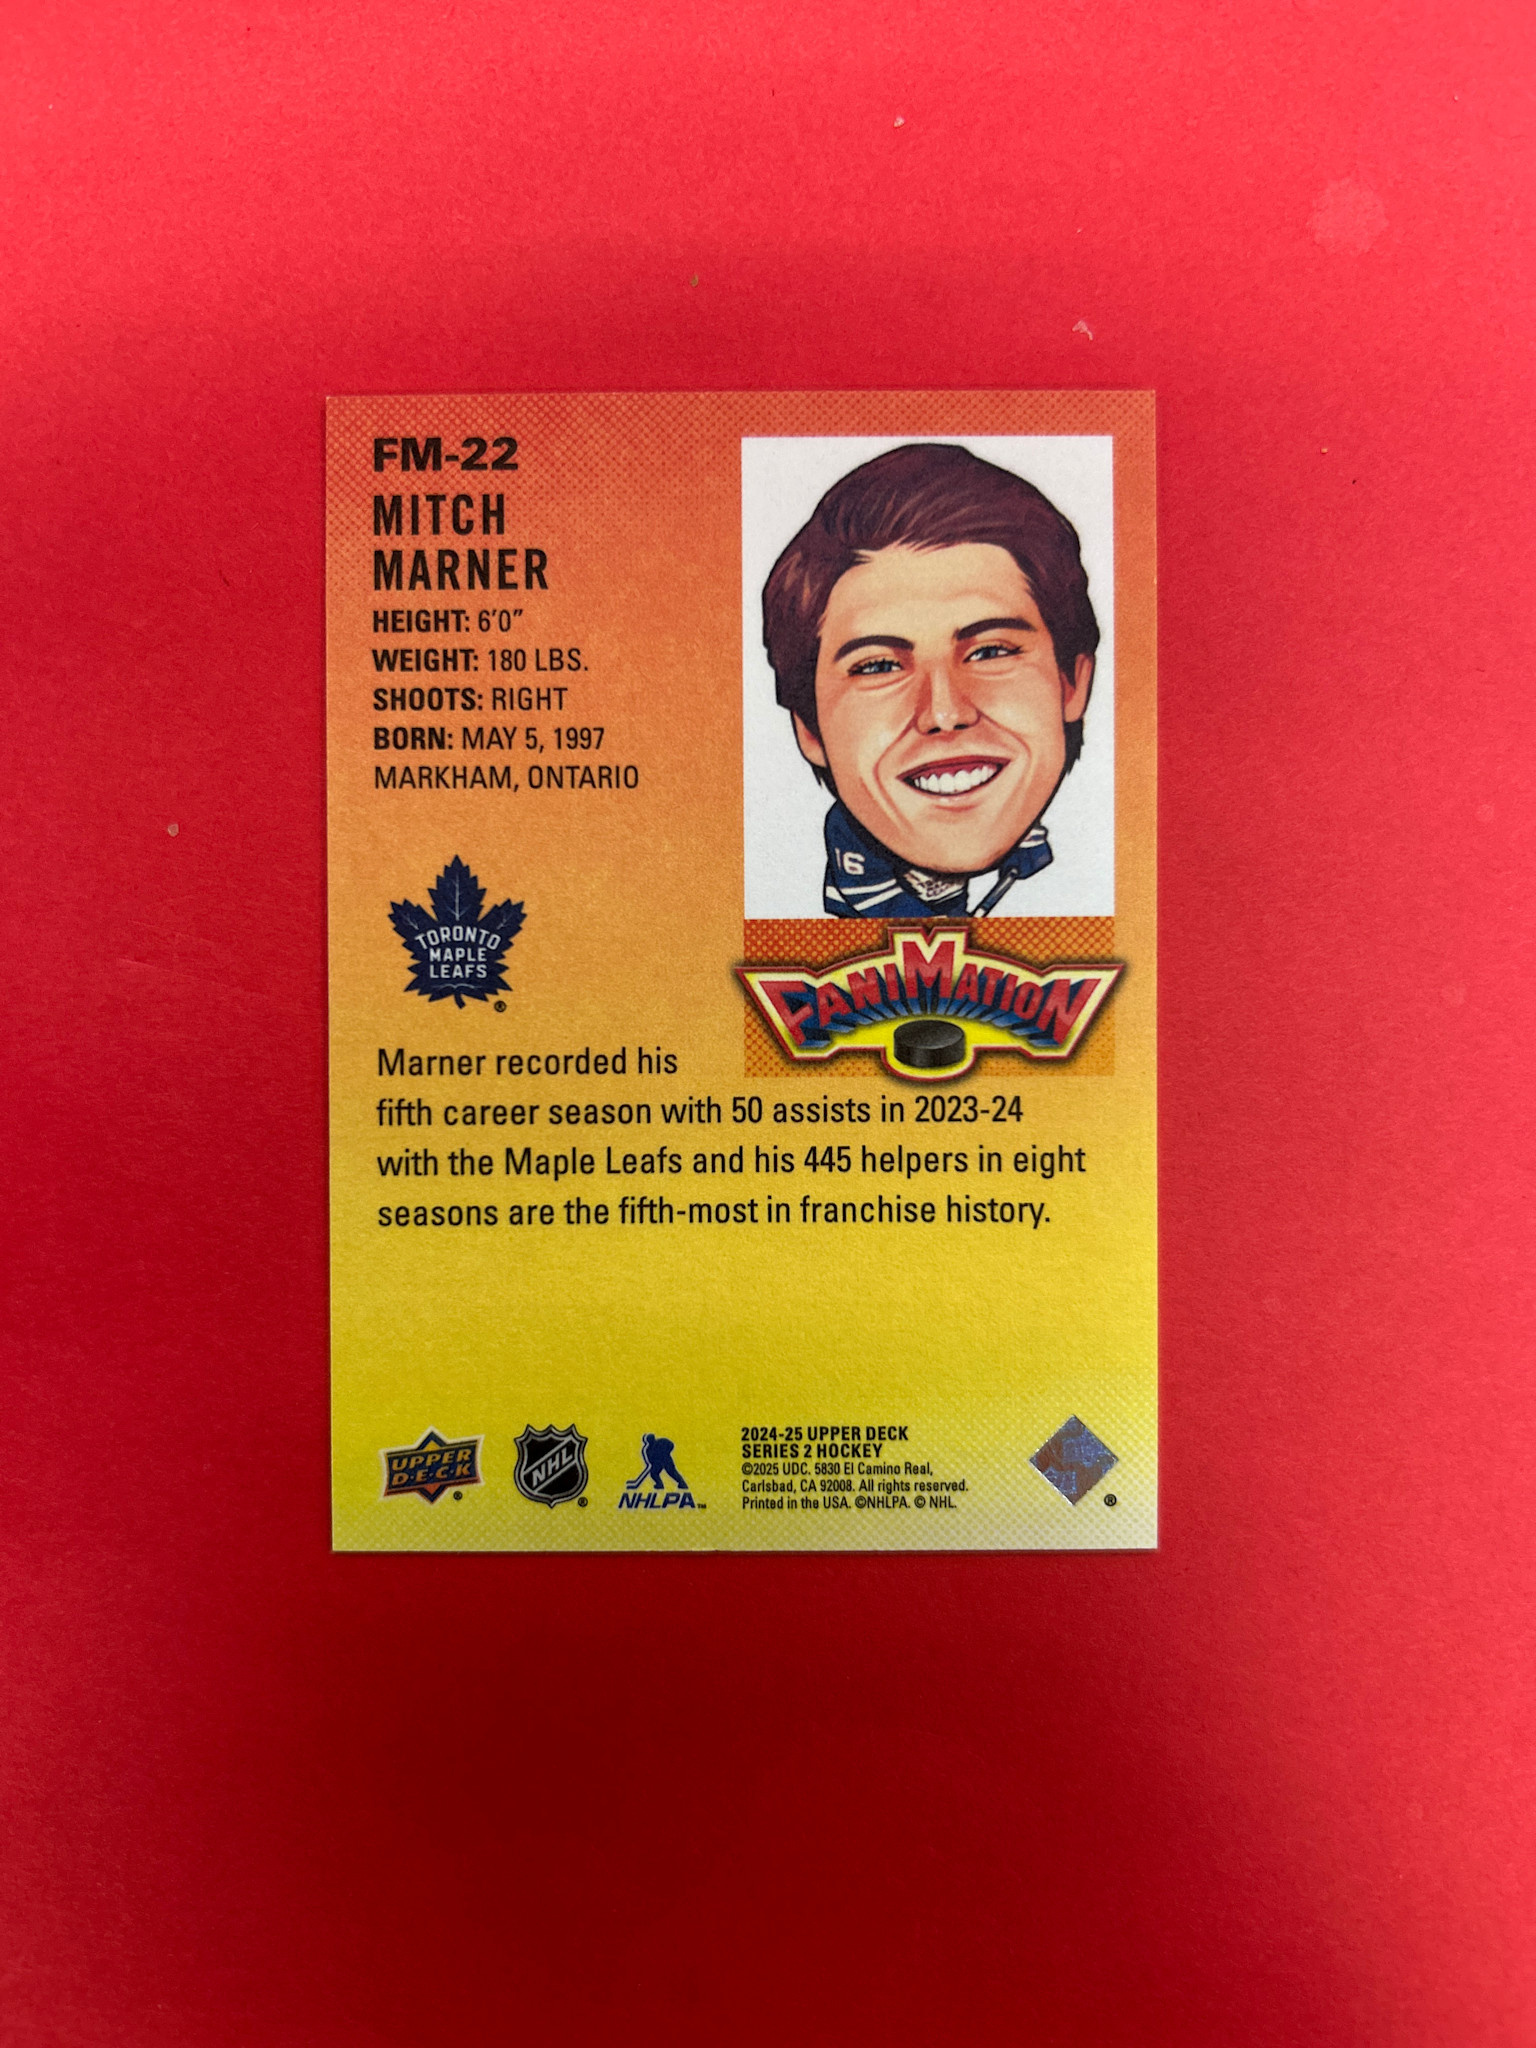 FM-22
MITCH
MARNER
HEIGHT: 6'0"
WEIGHT: 180 LBS.
SHOOTS: RIGHT
BORN: MAY 5, 1997
MARKHAM, ONTARIO
16
TORONTO
MAPLE
LEAFS
®
FANIMATION
Marner recorded his
fifth career season with 50 assists in 2023-24
with the Maple Leafs and his 445 helpers in eight
seasons are the fifth-most in franchise history.
UPPER
D·E·C·K
®
NHL
®
NHLPA™
2024-25 UPPER DECK
SERIES 2 HOCKEY
©2025 UDC. 5830 El Camino Real,
Carlsbad, CA 92008. All rights reserved.
Printed in the USA. ©NHLPA. © NHL.
®